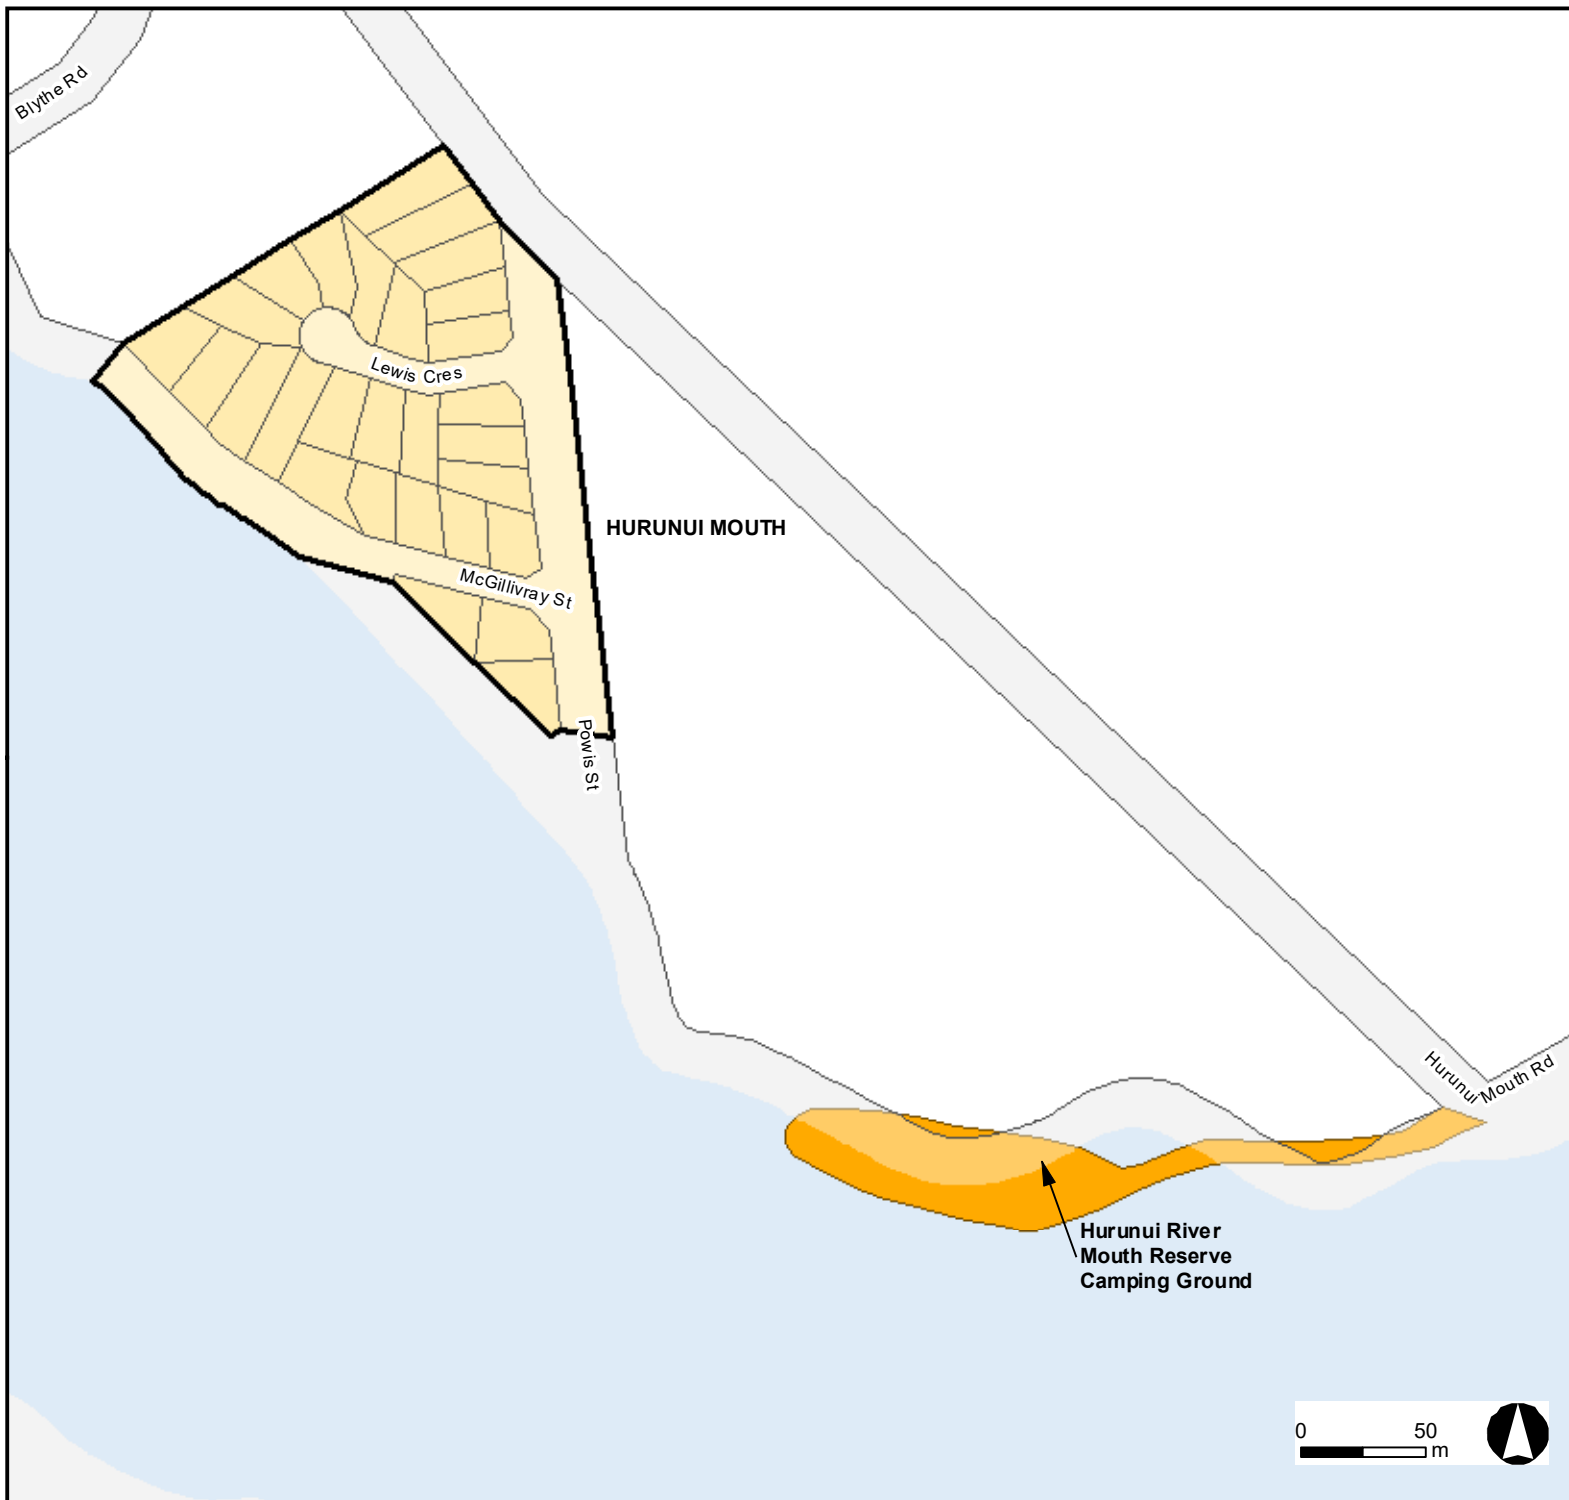 Blythe Rd
Lewis Cres
HURUNUI MOUTH
McGillivray St
Powis St
Hurunui Mouth Rd
Hurunui River
Mouth Reserve
Camping Ground
0 50
m